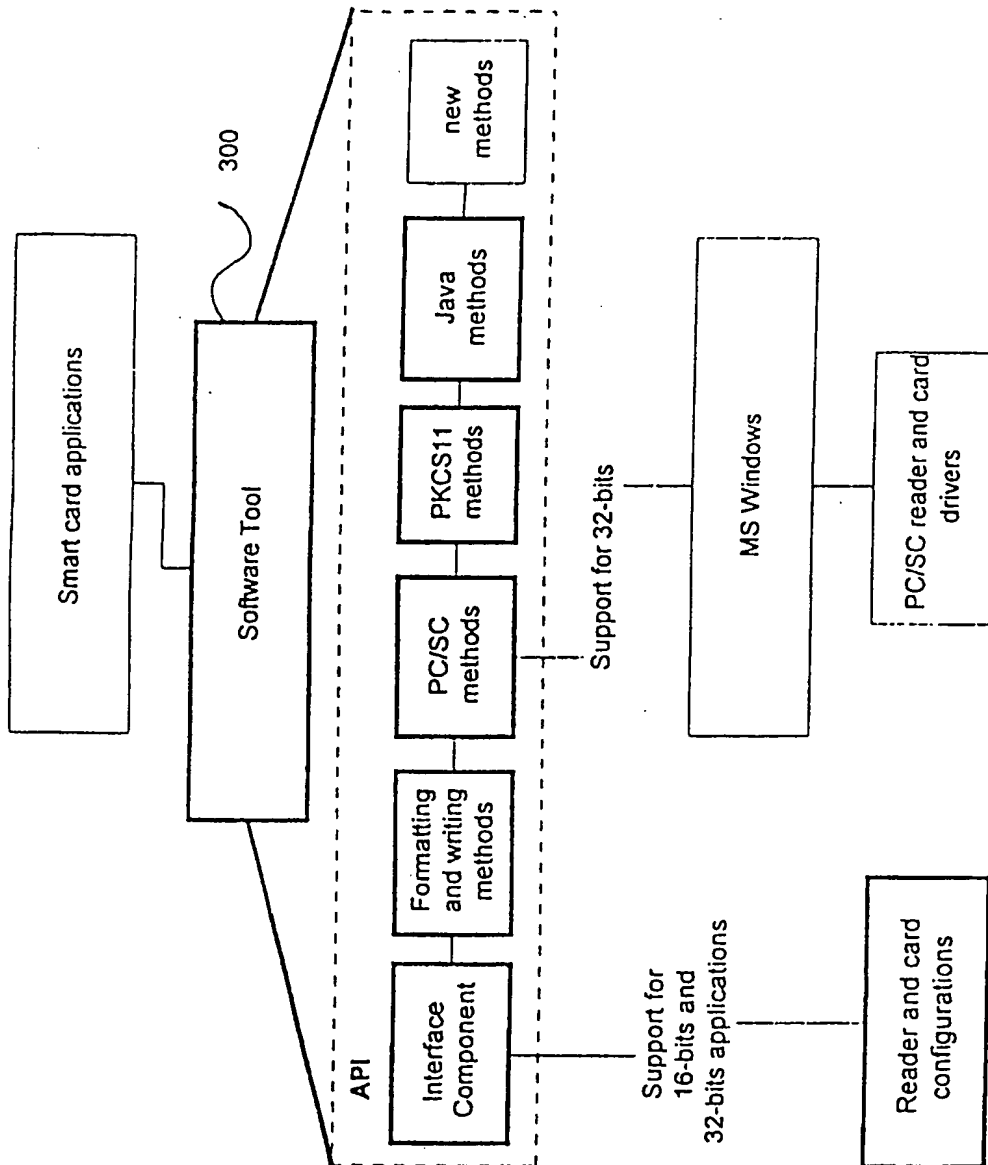 Smart card applications
300
Software Tool
API
Interface
Component
Formatting
and writing
methods
PC/SC
methods
PKCS11
methods
Java
methods
new
methods
Support for
16-bits and
32-bits applications
Support for 32-bits
Reader and card
configurations
MS Windows
PC/SC reader and card
drivers